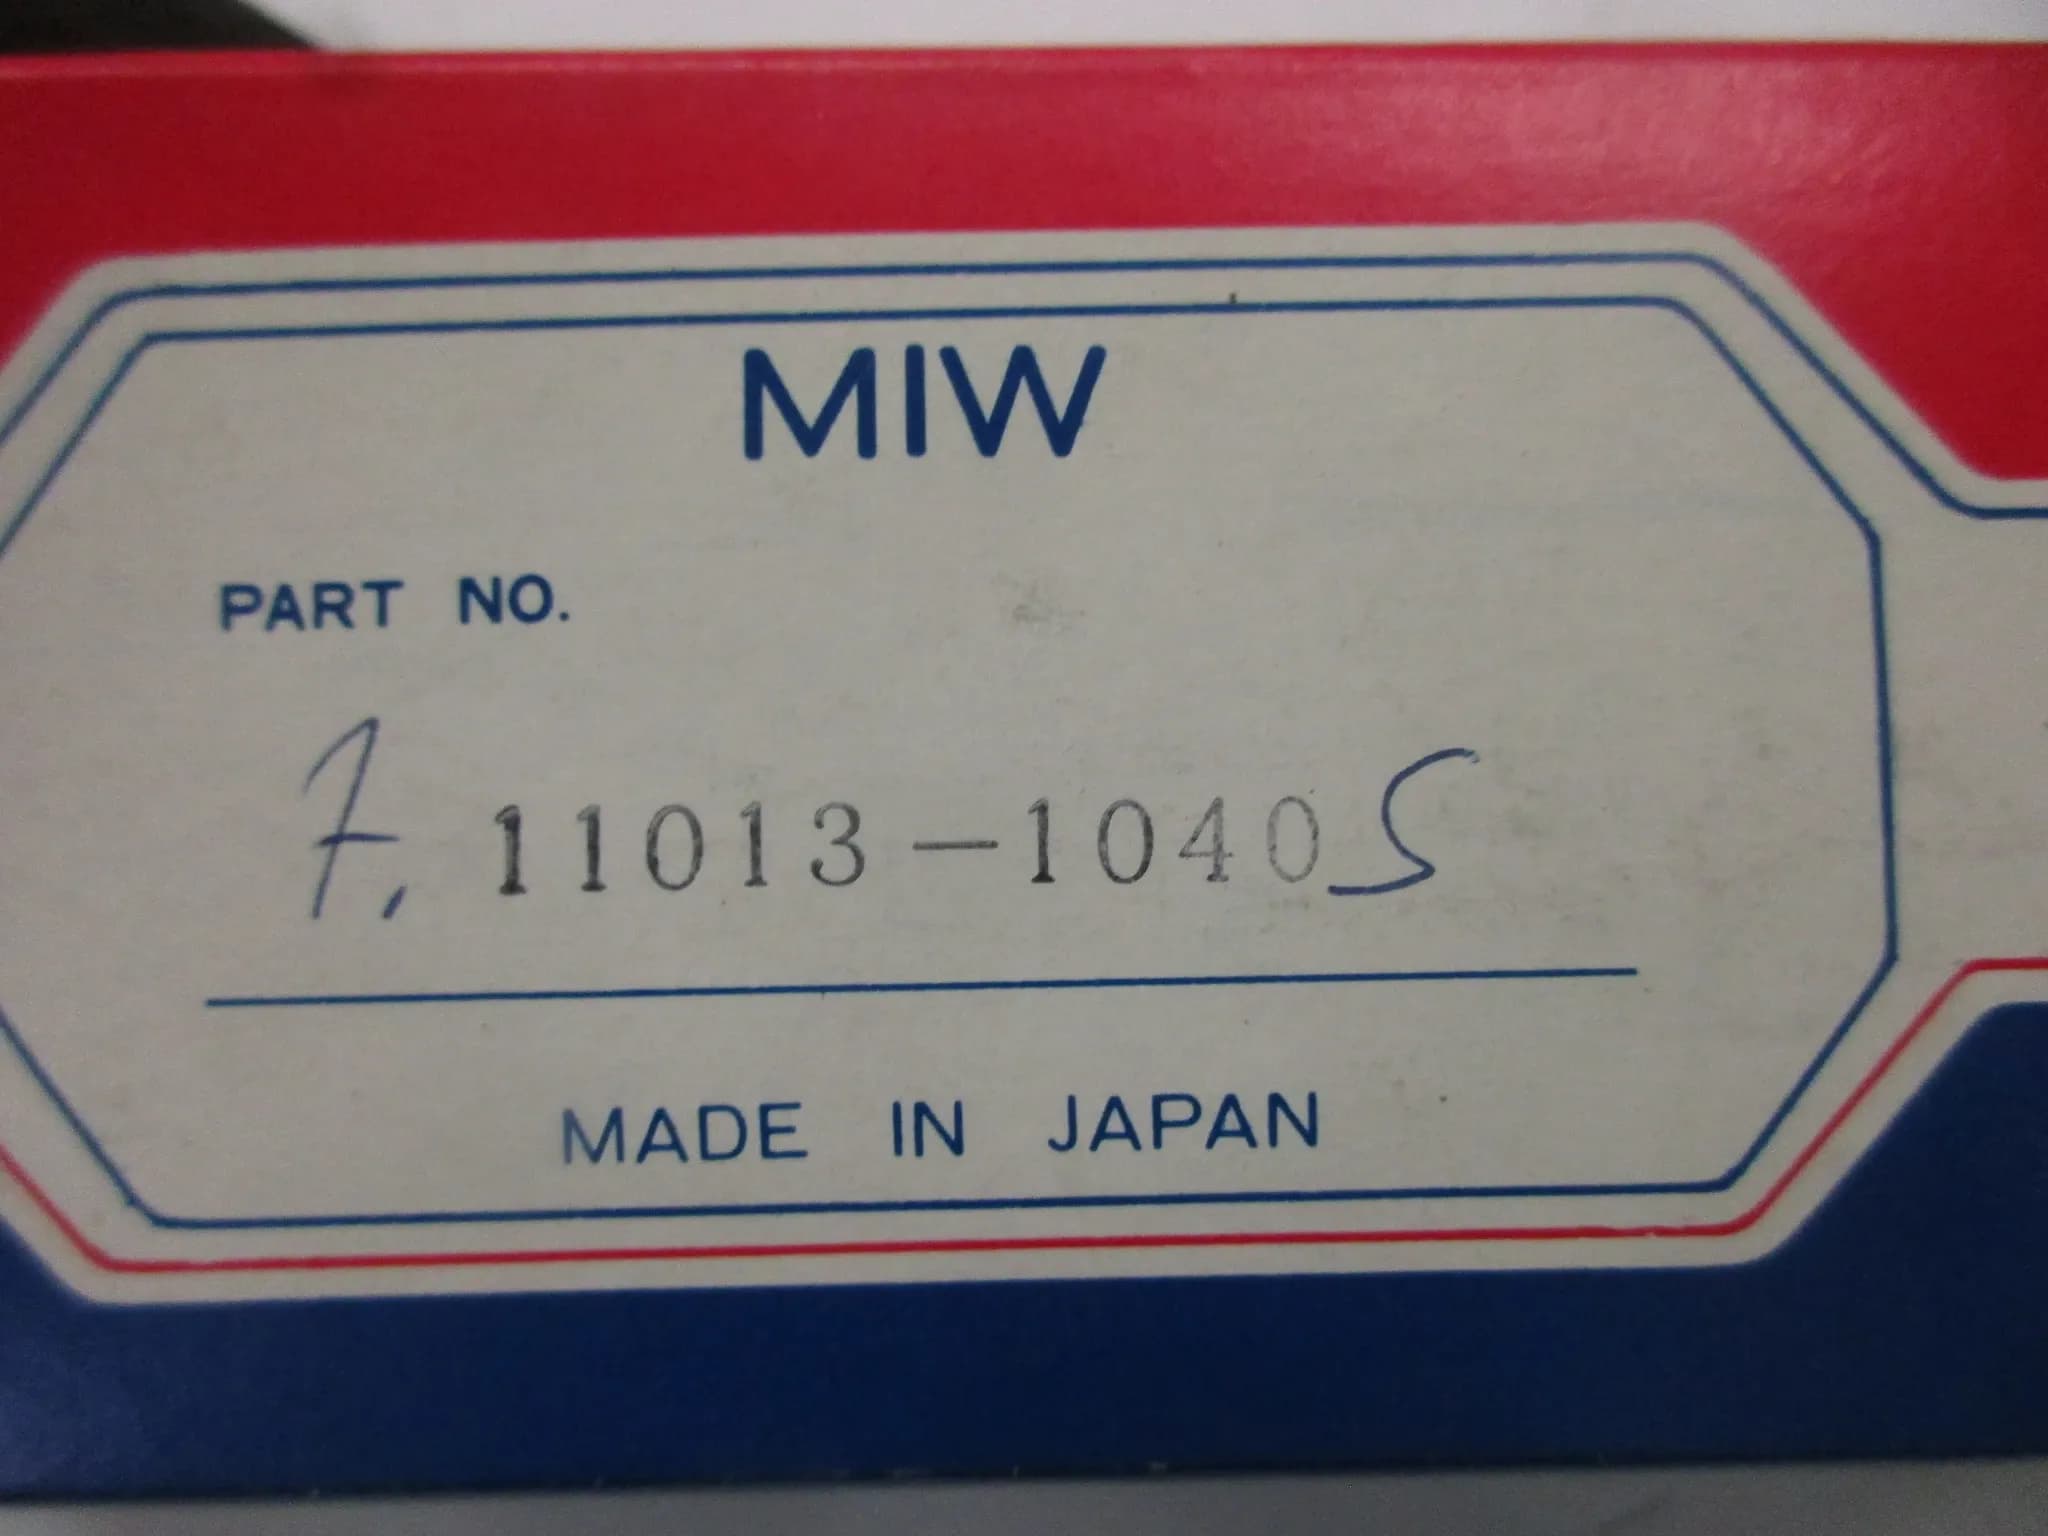 MIW
PART NO.
7. 11013-1040S
MADE IN JAPAN